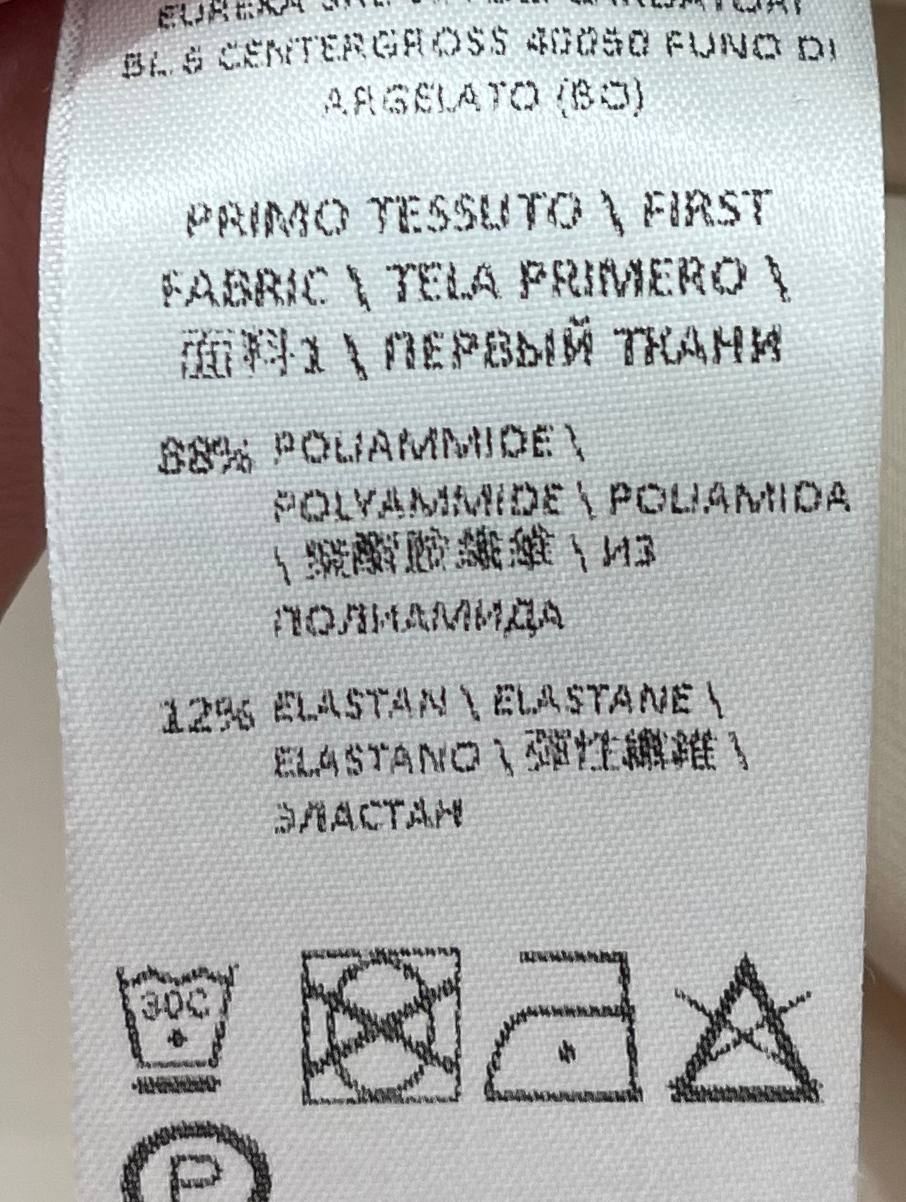 BL. 6 CENTERGROSS 40050 FUNO DI
ARGELATO (BO)
PRIMO TESSUTO \ FIRST
FABRIC \ TELA PRIMERO \
面料1 \ ПЕРВЫЙ ТКАНИ
88% POLIAMMIDE \
POLYAMMIDE \ POLIAMIDA
\ 聚酰胺纖維 \ ИЗ
ПОЛИАМИДА
12% ELASTAN \ ELASTANE \
ELASTANO \ 彈性纖維 \
ЭЛАСТАН
30C
P